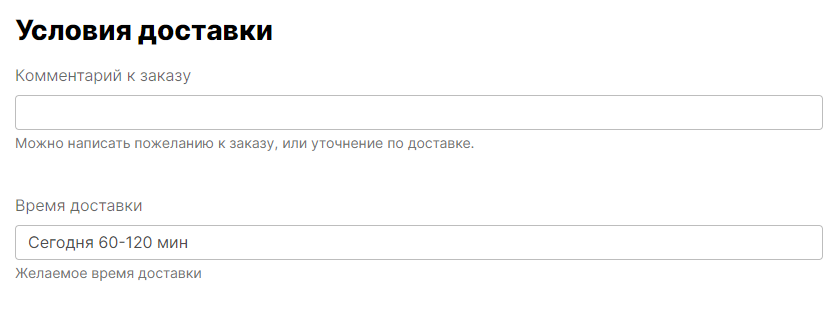 Условия доставки
Комментарий к заказу
Можно написать пожеланию к заказу, или уточнение по доставке.
Время доставки
Сегодня 60-120 мин
Желаемое время доставки